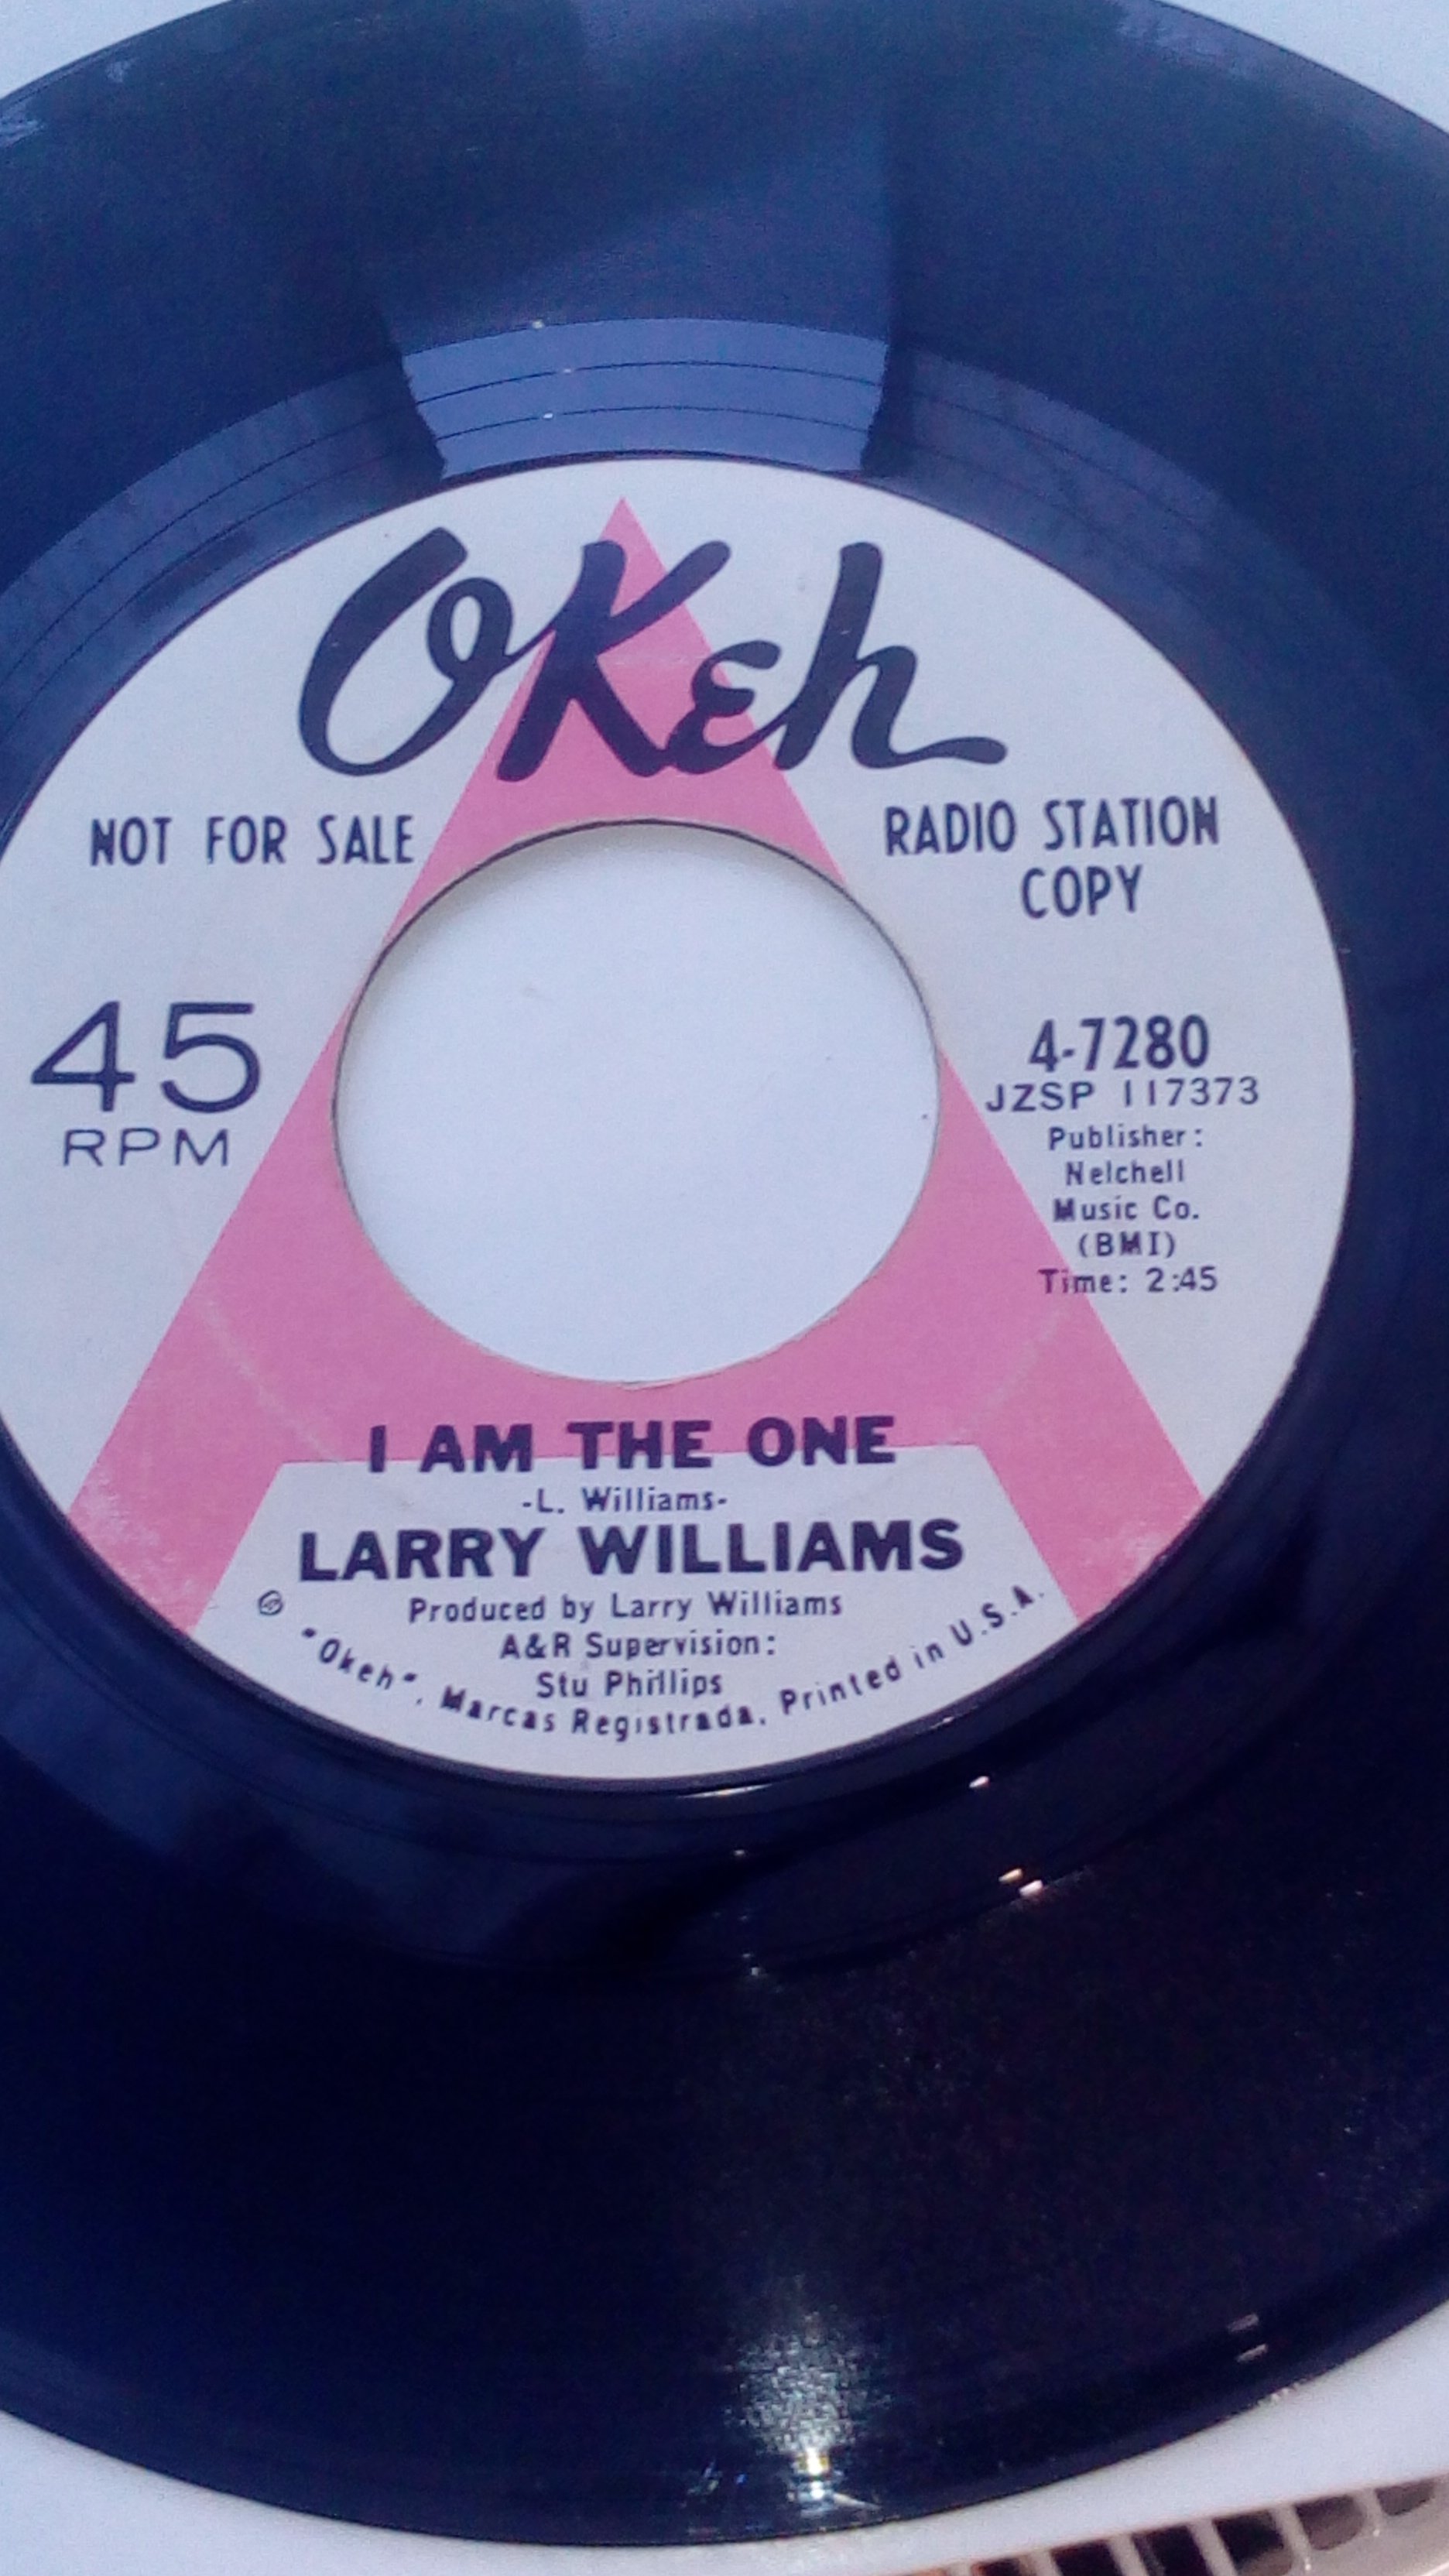 OKeh
NOT FOR SALE
RADIO STATION
COPY
45
RPM
4-7280
JZSP 117373
Publisher:
Nelchell
Music Co.
(BMI)
Time: 2:45
I AM THE ONE
-L. Williams-
LARRY WILLIAMS
Produced by Larry Williams
A&R Supervision:
Stu Phillips
"Okeh", Marcas Registrada. Printed in U.S.A.